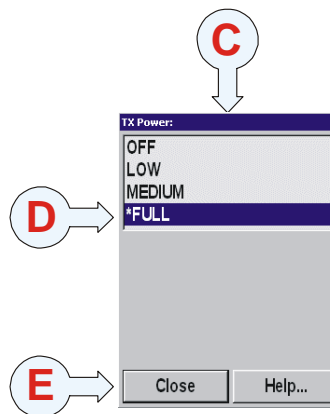 C
TX Power:
OFF
LOW
MEDIUM
D
*FULL
E
Close
Help...